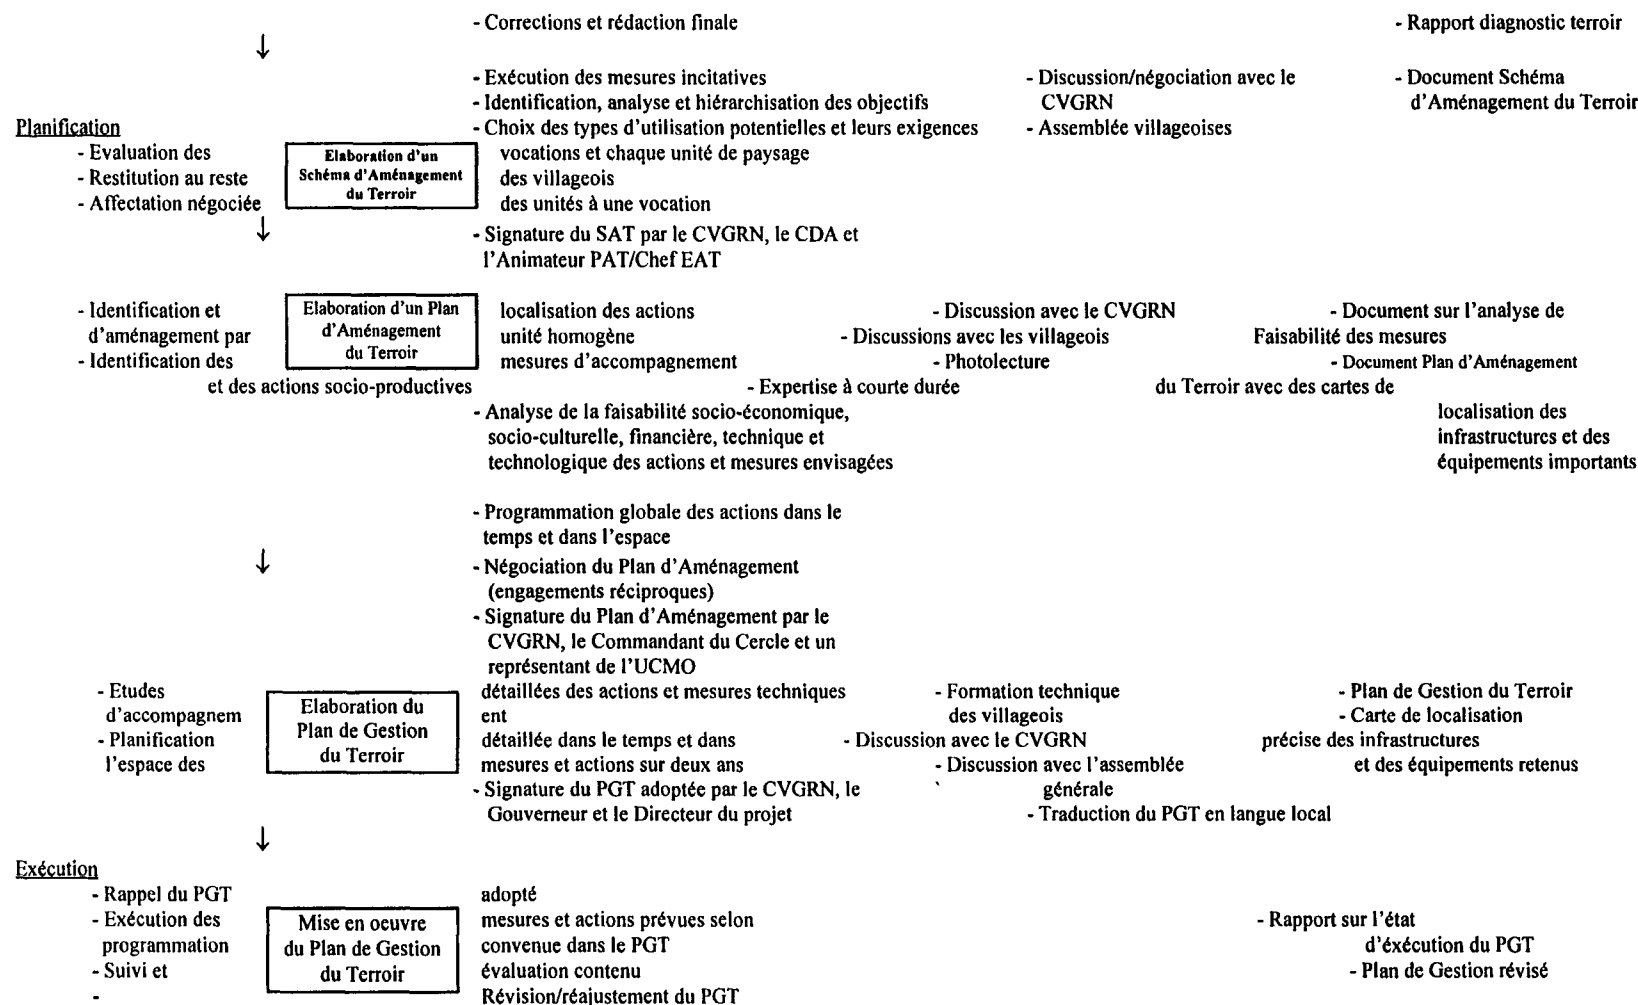 - Corrections et rédaction finale - Rapport diagnostic terroir
↓
- Exécution des mesures incitatives - Discussion/négociation avec le - Document Schéma
- Identification, analyse et hiérarchisation des objectifs CVGRN d'Aménagement du Terroir
Planification - Choix des types d'utilisation potentielles et leurs exigences - Assemblée villageoises
- Evaluation des Elaboration d'un vocations et chaque unité de paysage
- Restitution au reste Schéma d'Aménagement des villageois
- Affectation négociée du Terroir des unités à une vocation
↓ - Signature du SAT par le CVGRN, le CDA et
l'Animateur PAT/Chef EAT
- Identification et Elaboration d'un Plan localisation des actions - Discussion avec le CVGRN - Document sur l'analyse de
d'aménagement par d'Aménagement unité homogène - Discussions avec les villageois Faisabilité des mesures
- Identification des du Terroir mesures d'accompagnement - Photolecture - Document Plan d'Aménagement
et des actions socio-productives - Expertise à courte durée du Terroir avec des cartes de
- Analyse de la faisabilité socio-économique, localisation des
socio-culturelle, financière, technique et infrastructures et des
technologique des actions et mesures envisagées équipements importants
- Programmation globale des actions dans le
temps et dans l'espace
↓ - Négociation du Plan d'Aménagement
(engagements réciproques)
- Signature du Plan d'Aménagement par le
CVGRN, le Commandant du Cercle et un
représentant de l'UCMO
- Etudes Elaboration du détaillées des actions et mesures techniques - Formation technique - Plan de Gestion du Terroir
d'accompagnem Plan de Gestion ent des villageois - Carte de localisation
- Planification du Terroir détaillée dans le temps et dans - Discussion avec le CVGRN précise des infrastructures
l'espace des mesures et actions sur deux ans - Discussion avec l'assemblée et des équipements retenus
- Signature du PGT adoptée par le CVGRN, le générale
Gouverneur et le Directeur du projet - Traduction du PGT en langue local
↓
Exécution
- Rappel du PGT adopté
- Exécution des Mise en oeuvre mesures et actions prévues selon - Rapport sur l'état
programmation du Plan de Gestion convenue dans le PGT d'éxécution du PGT
- Suivi et du Terroir évaluation contenu - Plan de Gestion révisé
- Révision/réajustement du PGT